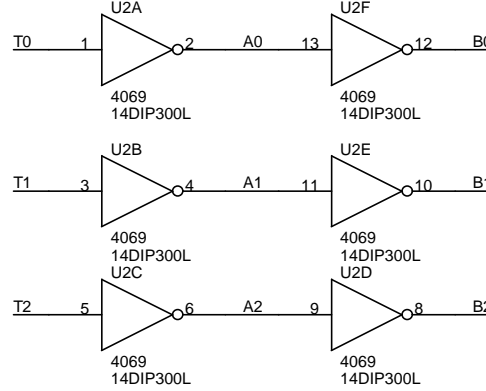 U2A U2F
T0 1 2 A0 13 12 B0
4069 4069
14DIP300L 14DIP300L
U2B U2E
T1 3 4 A1 11 10 B1
4069 4069
14DIP300L 14DIP300L
U2C U2D
T2 5 6 A2 9 8 B2
4069 4069
14DIP300L 14DIP300L